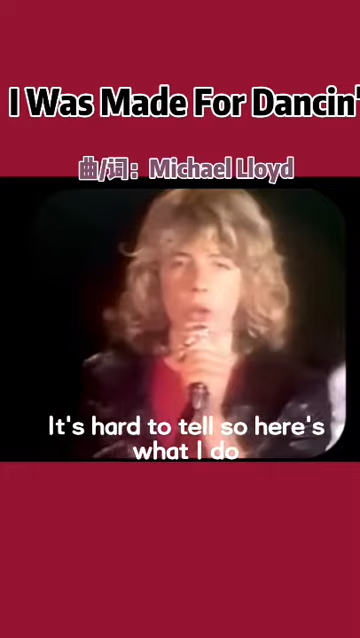 I Was Made For Dancin'
曲/词：Michael Lloyd
It's hard to tell so here's
what I do